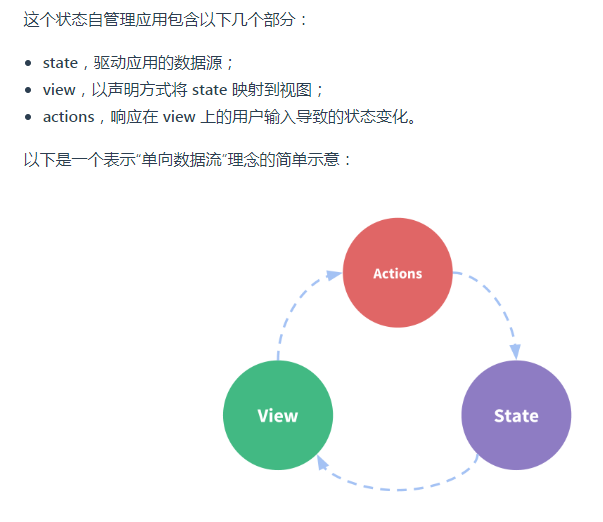 这个状态自管理应用包含以下几个部分：
• state，驱动应用的数据源；
• view，以声明方式将 state 映射到视图；
• actions，响应在 view 上的用户输入导致的状态变化。
以下是一个表示“单向数据流”理念的简单示意：
Actions
View
State